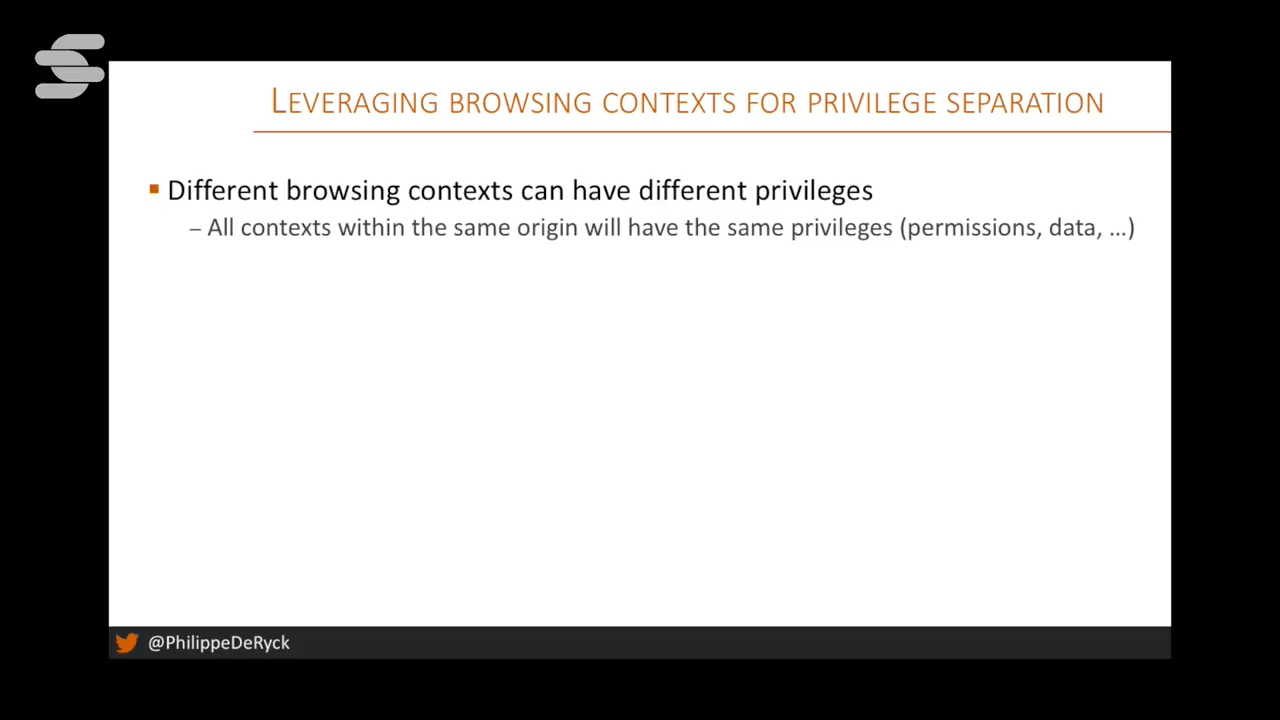 LEVERAGING BROWSING CONTEXTS FOR PRIVILEGE SEPARATION
▪ Different browsing contexts can have different privileges
– All contexts within the same origin will have the same privileges (permissions, data, …)
@PhilippeDeRyck